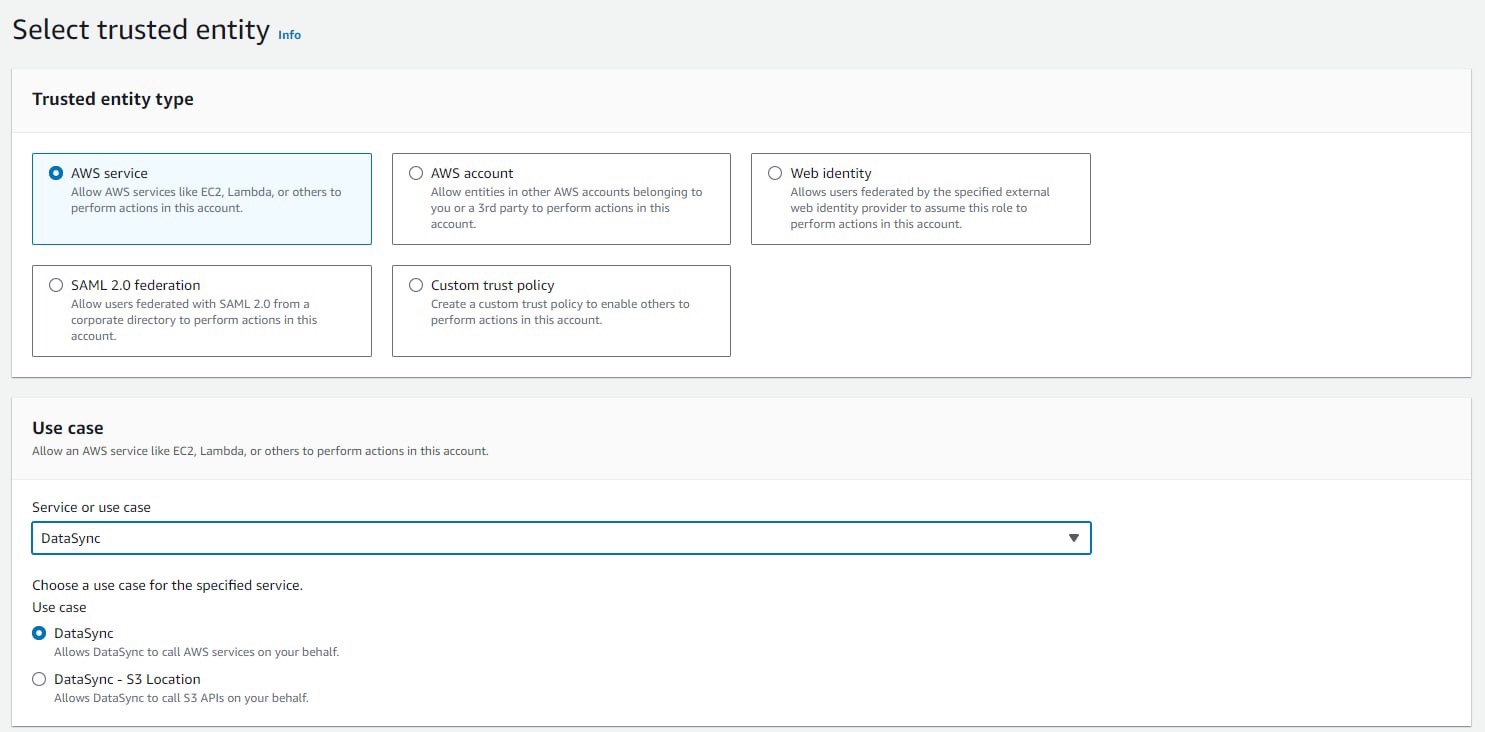 Select trusted entity Info
Trusted entity type
AWS service
Allow AWS services like EC2, Lambda, or others to
perform actions in this account.
AWS account
Allow entities in other AWS accounts belonging to
you or a 3rd party to perform actions in this
account.
Web identity
Allows users federated by the specified external
web identity provider to assume this role to
perform actions in this account.
SAML 2.0 federation
Allow users federated with SAML 2.0 from a
corporate directory to perform actions in this
account.
Custom trust policy
Create a custom trust policy to enable others to
perform actions in this account.
Use case
Allow an AWS service like EC2, Lambda, or others to perform actions in this account.
Service or use case
DataSync
Choose a use case for the specified service.
Use case
DataSync
Allows DataSync to call AWS services on your behalf.
DataSync - S3 Location
Allows DataSync to call S3 APIs on your behalf.